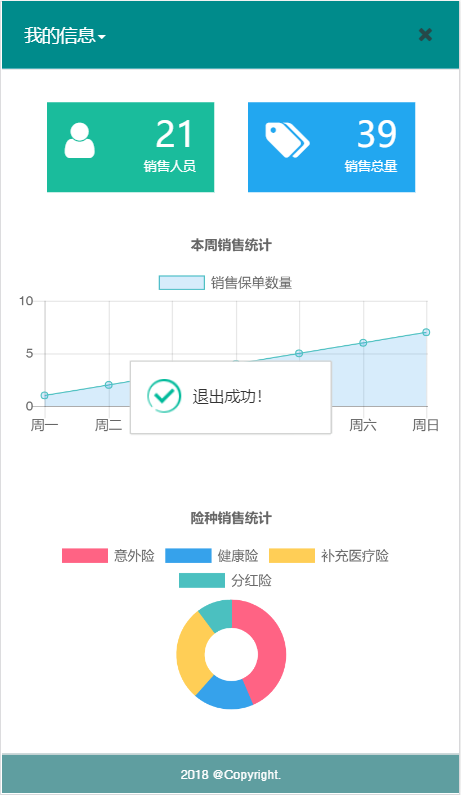 我的信息
21
销售人员
39
销售总量
本周销售统计
销售保单数量
10
5
0
周一 周二 周六 周日
退出成功!
险种销售统计
意外险 健康险 补充医疗险
分红险
2018 @Copyright.